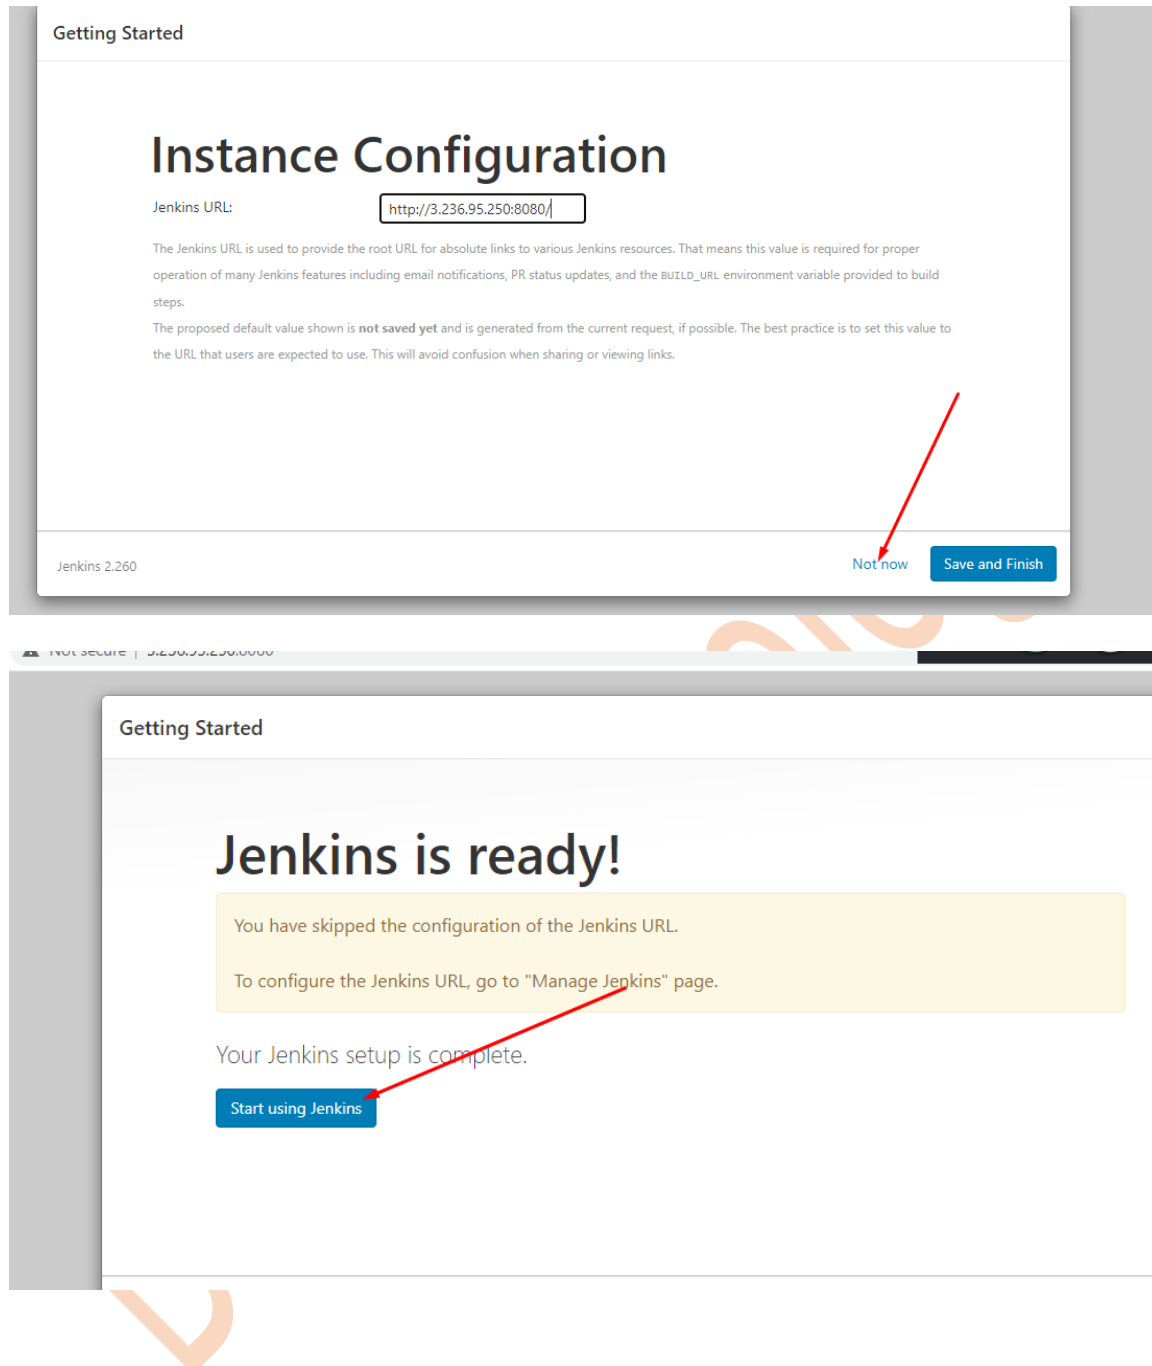 Getting Started
Instance Configuration
Jenkins URL:
http://3.236.95.250:8080/
The Jenkins URL is used to provide the root URL for absolute links to various Jenkins resources. That means this value is required for proper
operation of many Jenkins features including email notifications, PR status updates, and the BUILD_URL environment variable provided to build
steps.
The proposed default value shown is not saved yet and is generated from the current request, if possible. The best practice is to set this value to
the URL that users are expected to use. This will avoid confusion when sharing or viewing links.
Jenkins 2.260
Not now
Save and Finish
Not secure | 3.236.95.250:8080
Getting Started
Jenkins is ready!
You have skipped the configuration of the Jenkins URL.
To configure the Jenkins URL, go to "Manage Jenkins" page.
Your Jenkins setup is complete.
Start using Jenkins